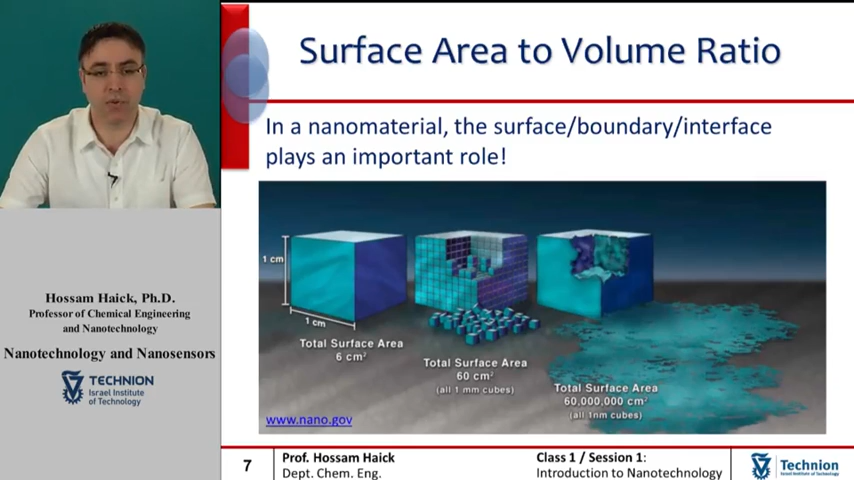 Surface Area to Volume Ratio
In a nanomaterial, the surface/boundary/interface
plays an important role!
1 cm
1 cm
Total Surface Area
6 cm²
Total Surface Area
60 cm²
(all 1 mm cubes)
Total Surface Area
60,000,000 cm²
(all 1nm cubes)
www.nano.gov
Hossam Haick, Ph.D.
Professor of Chemical Engineering
and Nanotechnology
Nanotechnology and Nanosensors
TECHNION
Israel Institute
of Technology
7
Prof. Hossam Haick
Dept. Chem. Eng.
Class 1 / Session 1:
Introduction to Nanotechnology
Technion
Israel Institute of Technology